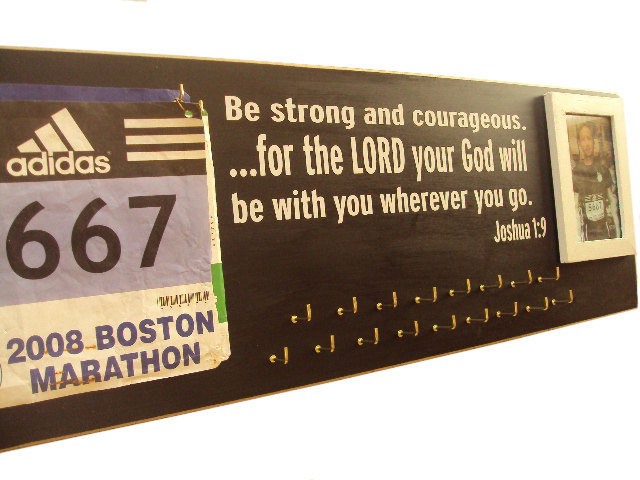 adidas
667
2008 BOSTON
MARATHON
Be strong and courageous.
...for the LORD your God will
be with you wherever you go.
Joshua 1:9